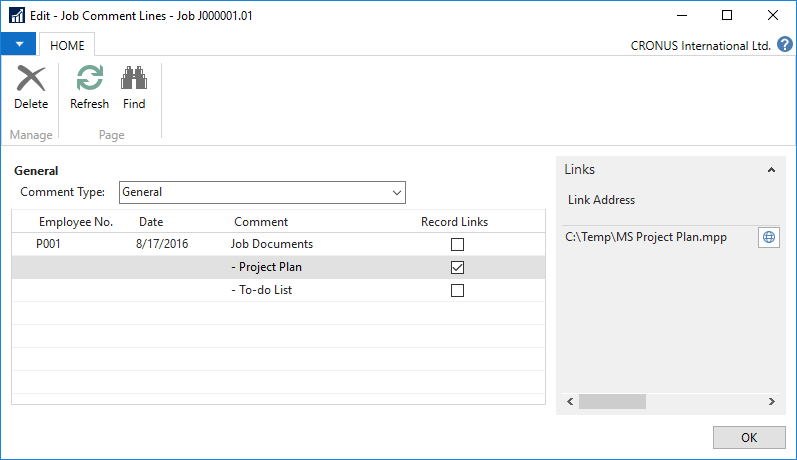 Edit - Job Comment Lines - Job J000001.01
HOME
CRONUS International Ltd.
Delete
Refresh
Find
Manage
Page
General
Comment Type:
General
Employee No.
Date
Comment
Record Links
P001
8/17/2016
Job Documents
- Project Plan
- To-do List
Links
Link Address
C:\Temp\MS Project Plan.mpp
OK